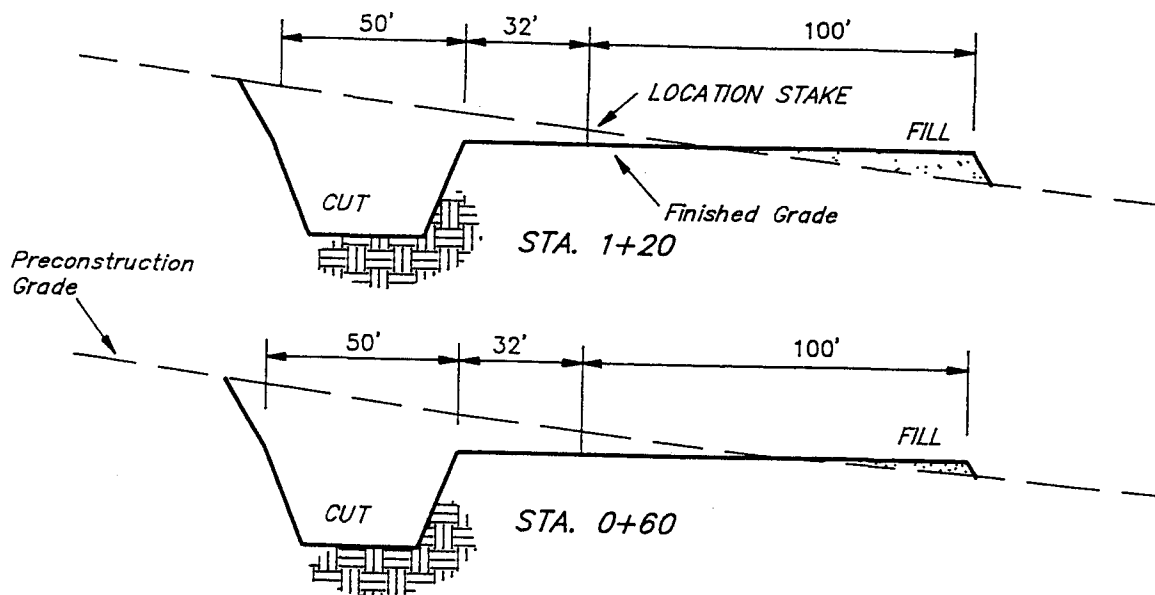 50' 32' 100'
LOCATION STAKE
FILL
CUT
Finished Grade
STA. 1+20
Preconstruction
Grade
50' 32' 100'
FILL
CUT
STA. 0+60